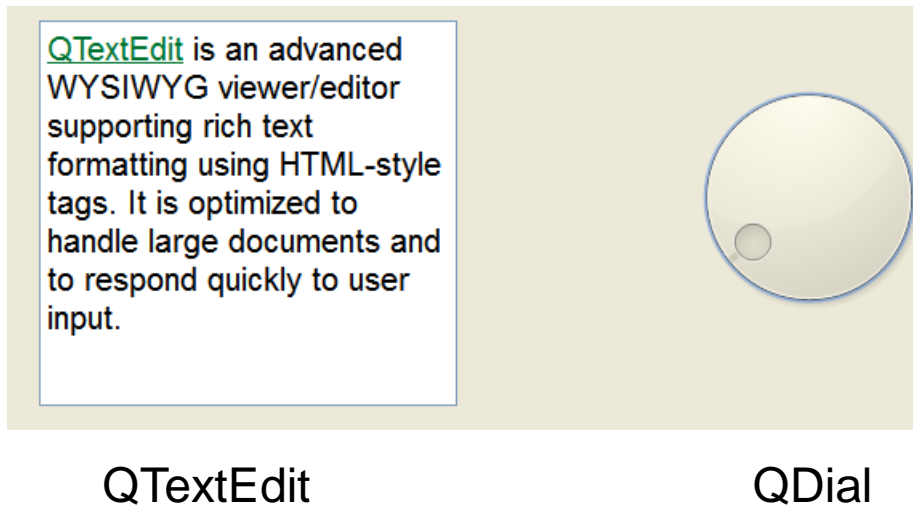 QTextEdit is an advanced
WYSIWYG viewer/editor
supporting rich text
formatting using HTML-style
tags. It is optimized to
handle large documents and
to respond quickly to user
input.
QTextEdit
QDial